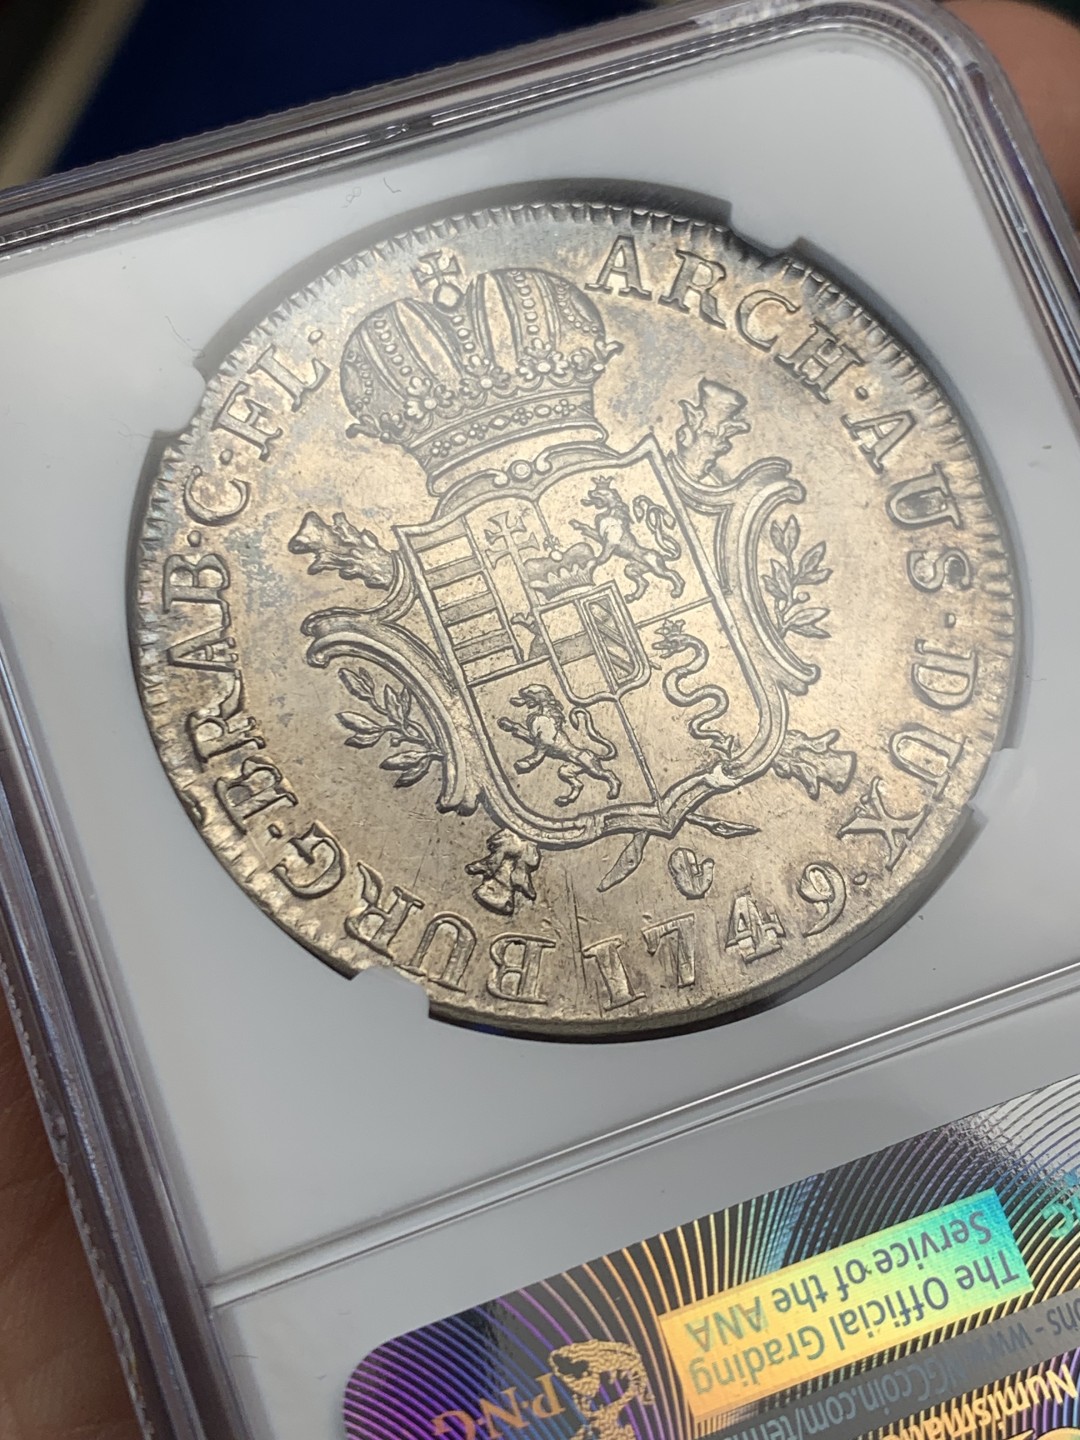 ARCH·AUS·DUX
BURG·BRAB·C·FL·
1749·
The Official Grading
Service of the ANA
P·N·G